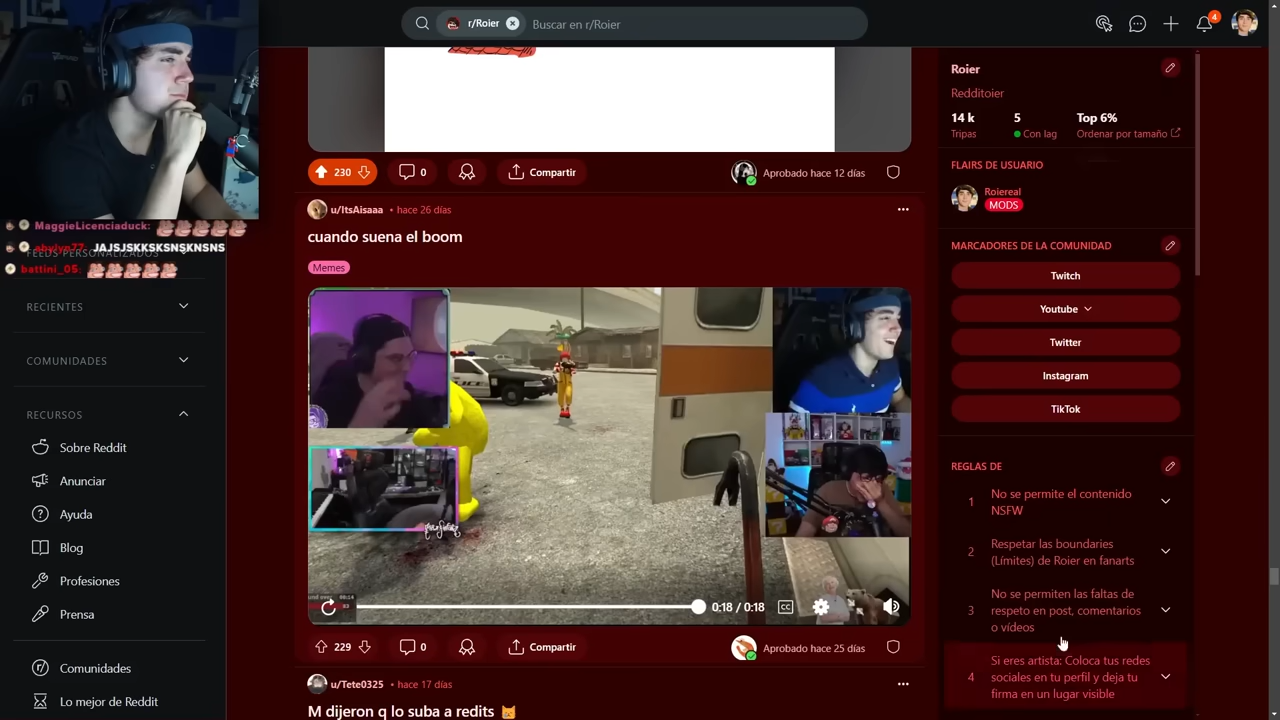 r/Roier
Buscar en r/Roier
4
230
0
Compartir
Aprobado hace 12 días
u/ItsAisaaa • hace 26 días
cuando suena el boom
Memes
0:18 / 0:18
CC
229
0
Compartir
Aprobado hace 25 días
u/Tete0325 • hace 17 días
M dijeron q lo suba a redits
MaggieLicenciaduck:
JAJSJSKKSKSNSKNSNS
battini_05:
FEEDS PERSONALIZADOS
RECIENTES
COMUNIDADES
RECURSOS
Sobre Reddit
Anunciar
Ayuda
Blog
Profesiones
Prensa
Comunidades
Lo mejor de Reddit
Roier
Redditoier
14 k
5
Top 6%
Tripas
Con lag
Ordenar por tamaño
FLAIRS DE USUARIO
Roiereal
MODS
MARCADORES DE LA COMUNIDAD
Twitch
Youtube
Twitter
Instagram
TikTok
REGLAS DE
1
No se permite el contenido
NSFW
2
Respetar las boundaries
(Límites) de Roier en fanarts
3
No se permiten las faltas de
respeto en post, comentarios
o vídeos
4
Si eres artista: Coloca tus redes
sociales en tu perfil y deja tu
firma en un lugar visible